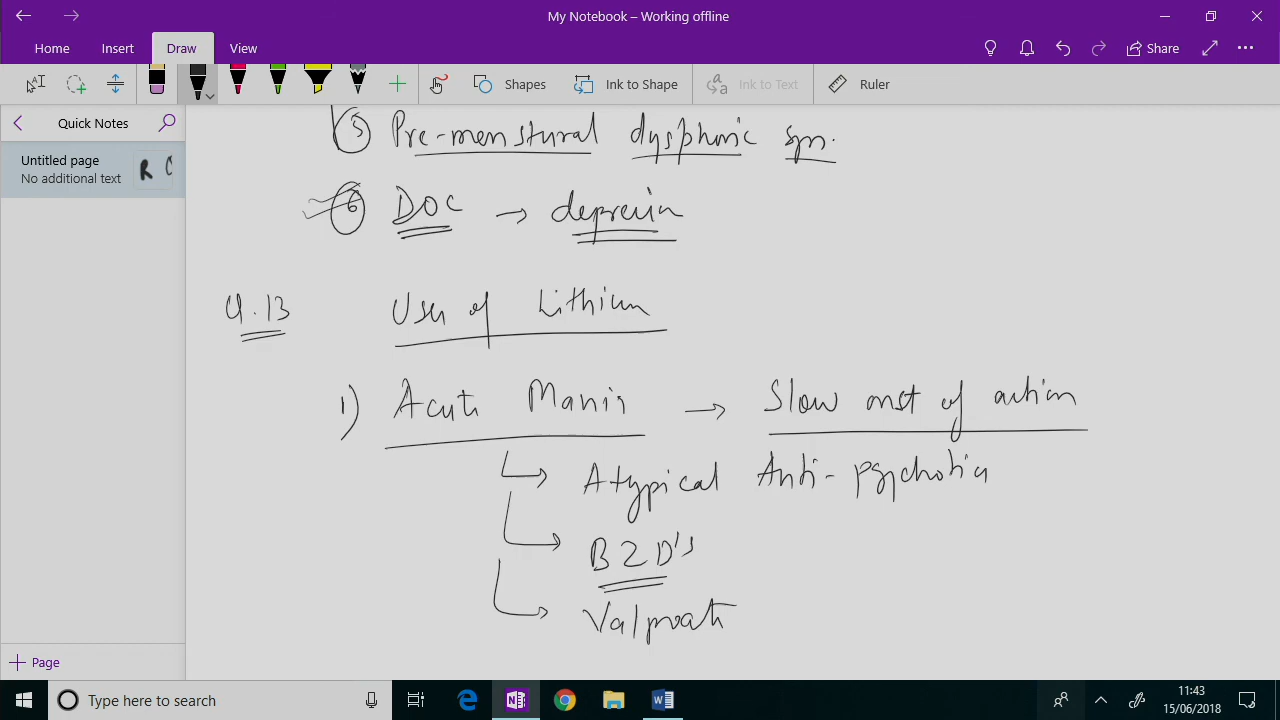 My Notebook – Working offline
Home Insert Draw View
Share
Shapes Ink to Shape Ink to Text Ruler
Quick Notes
Untitled page
No additional text
R
5 Pre-menstural dysphoric syn.
6 DOC → depression
Q.13 Uses of Lithium
1) Acute Mania → Slow onset of action
Atypical Anti-psychotics
BZD's
Valproate
+ Page
Type here to search
11:43
15/06/2018